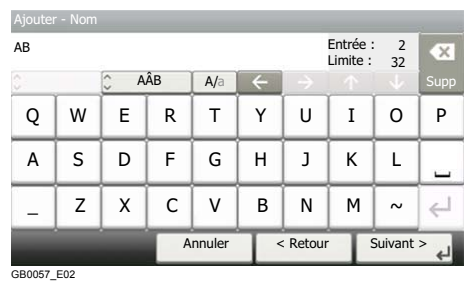 Ajouter - Nom
AB
Entrée : 2
Limite : 32
AÂB A/a ← → ↑ ↓ Supp
Q W E R T Y U I O P
A S D F G H J K L
_ Z X C V B N M ~
Annuler < Retour Suivant >
GB0057_E02